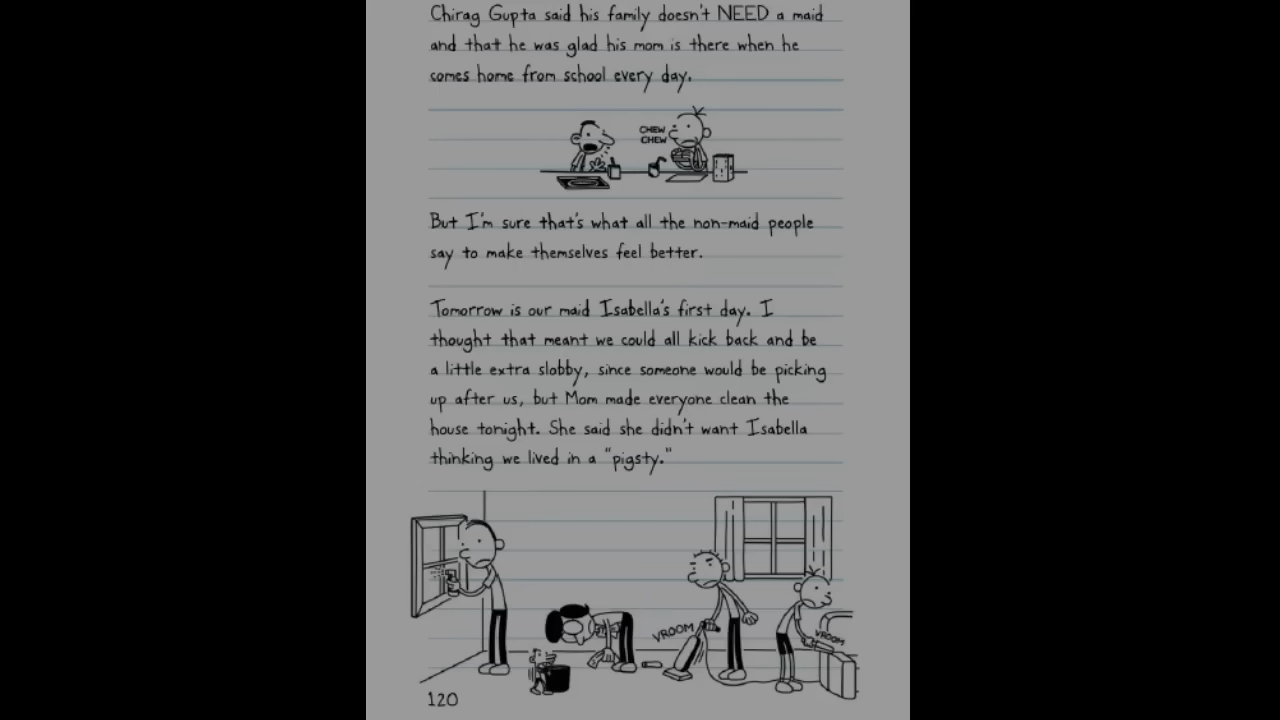 Chirag Gupta said his family doesn't NEED a maid
and that he was glad his mom is there when he
comes home from school every day.
CHEW
CHEW
But I'm sure that's what all the non-maid people
say to make themselves feel better.
Tomorrow is our maid Isabella's first day. I
thought that meant we could all kick back and be
a little extra slobby, since someone would be picking
up after us, but Mom made everyone clean the
house tonight. She said she didn't want Isabella
thinking we lived in a "pigsty."
VROOM
VROOM
120